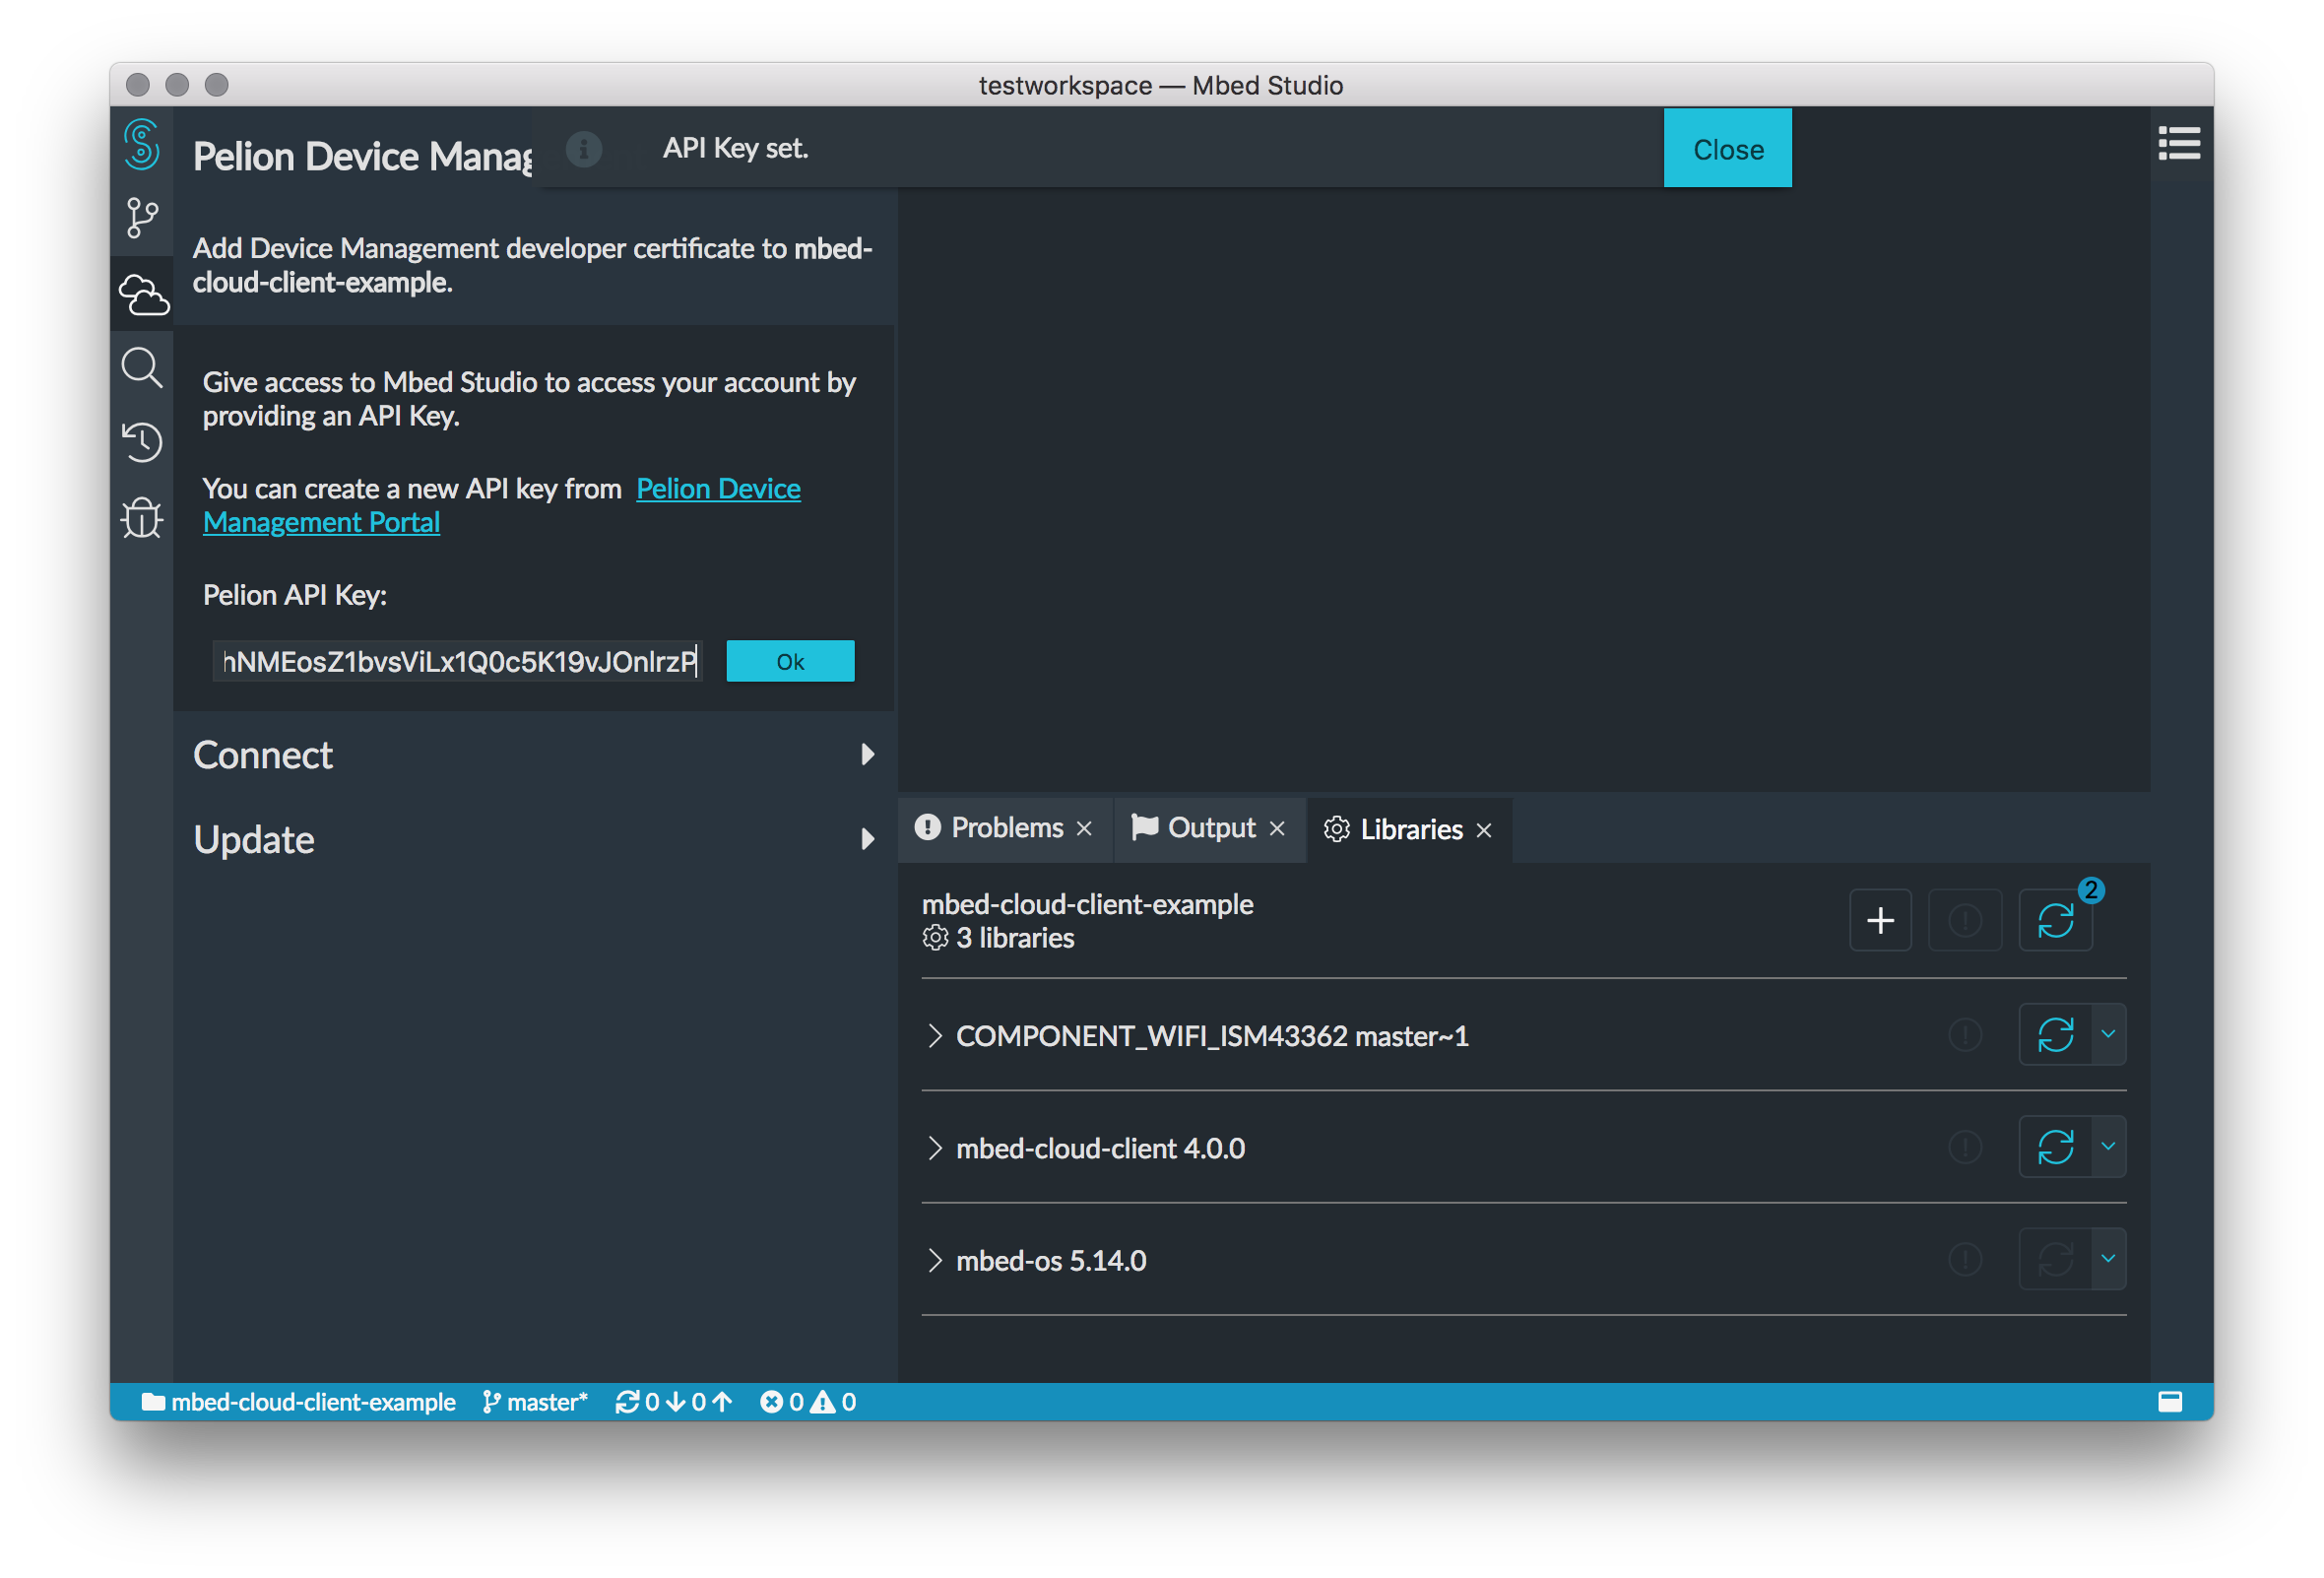 testworkspace — Mbed Studio
Pelion Device Manag
API Key set.
Close
Add Device Management developer certificate to mbed-
cloud-client-example.
Give access to Mbed Studio to access your account by
providing an API Key.
You can create a new API key from Pelion Device
Management Portal
Pelion API Key:
nNMEosZ1bvsViLx1Q0c5K19vJOnlrzP
Ok
Connect
Update
Problems
Output
Libraries
mbed-cloud-client-example
2
3 libraries
COMPONENT_WIFI_ISM43362 master~1
mbed-cloud-client 4.0.0
mbed-os 5.14.0
mbed-cloud-client-example master* 0 0 0 0